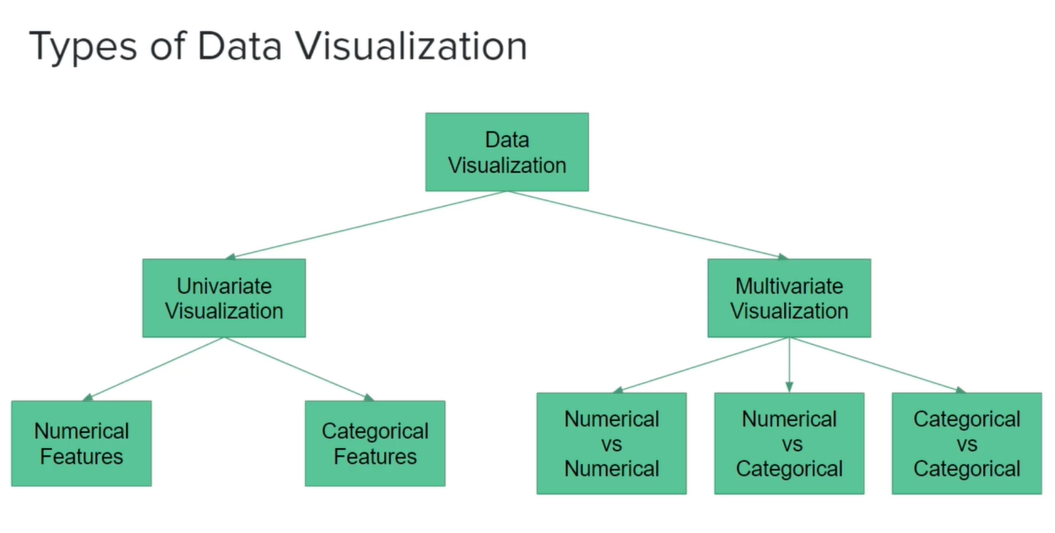 Types of Data Visualization
Data
Visualization
Univariate
Visualization
Multivariate
Visualization
Numerical
Features
Categorical
Features
Numerical
vs
Numerical
Numerical
vs
Categorical
Categorical
vs
Categorical